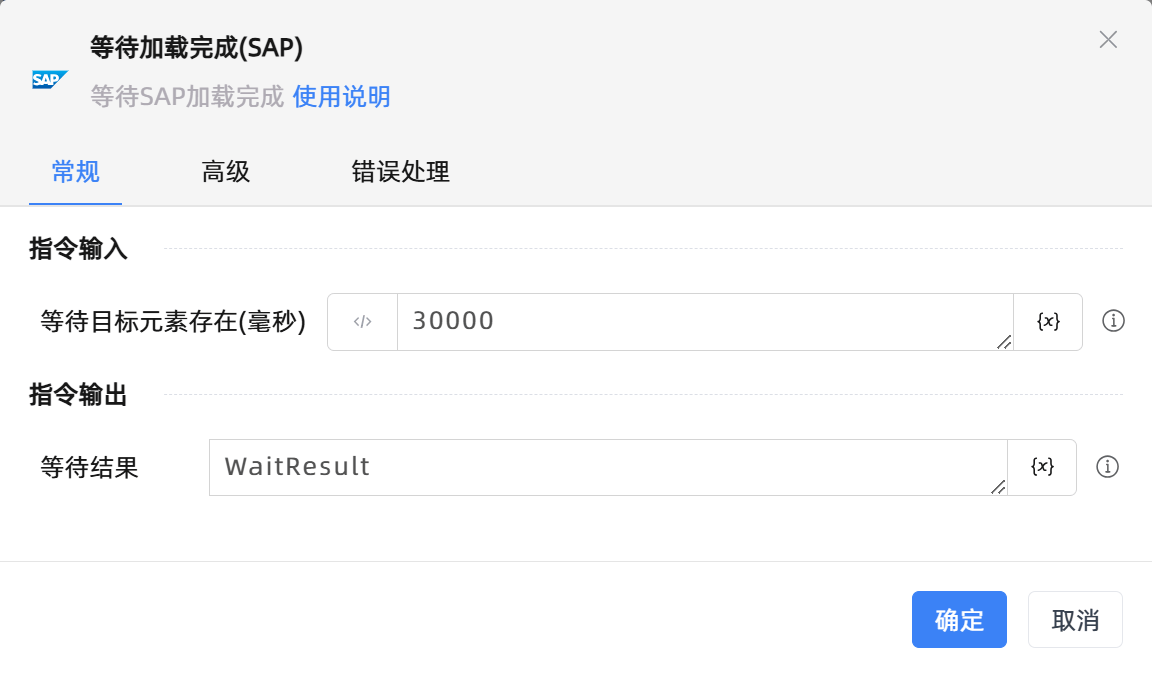 等待加载完成(SAP)
SAP
等待SAP加载完成 使用说明
常规 高级 错误处理
指令输入
等待目标元素存在(毫秒) </> 30000 {x}
指令输出
等待结果 WaitResult {x}
确定 取消